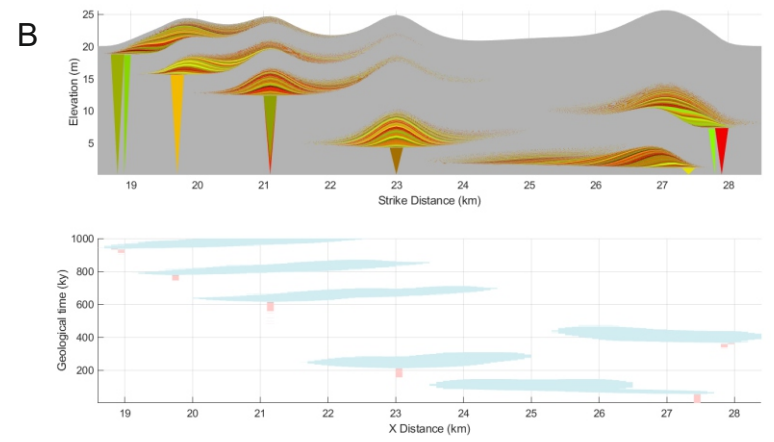 B
25
20
15
10
5
Elevation (m)
19 20 21 22 23 24 25 26 27 28
Strike Distance (km)
1000
800
600
400
200
Geological time (ky)
19 20 21 22 23 24 25 26 27 28
X Distance (km)